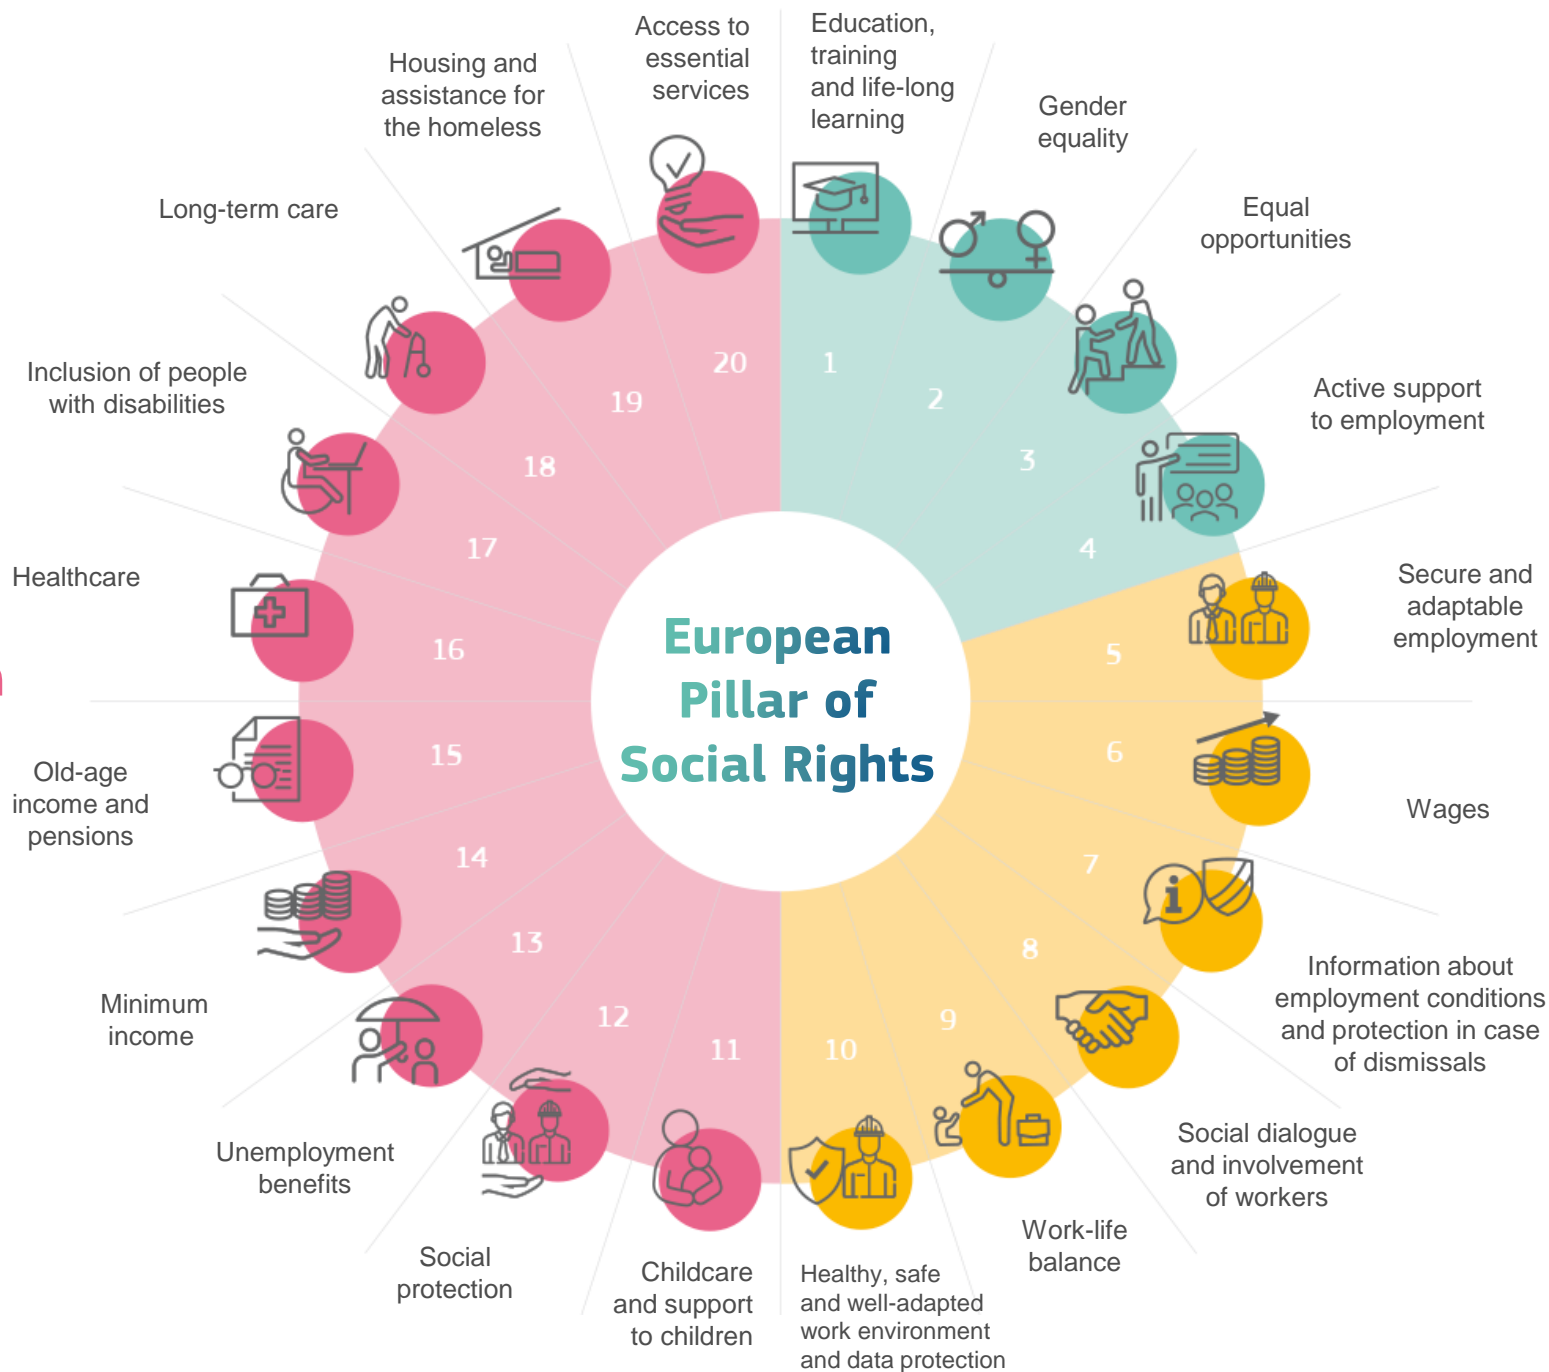 Education,
training
and life-long
learning
Gender
equality
Equal
opportunities
Active support
to employment
Secure and
adaptable
employment
Wages
Information about
employment conditions
and protection in case
of dismissals
Social dialogue
and involvement
of workers
Work-life
balance
Healthy, safe
and well-adapted
work environment
and data protection
Childcare
and support
to children
Social
protection
Unemployment
benefits
Minimum
income
Old-age
income and
pensions
Healthcare
Inclusion of people
with disabilities
Long-term care
Housing and
assistance for
the homeless
Access to
essential
services
1
2
3
4
5
6
7
8
9
10
11
12
13
14
15
16
17
18
19
20
European
Pillar of
Social Rights
i